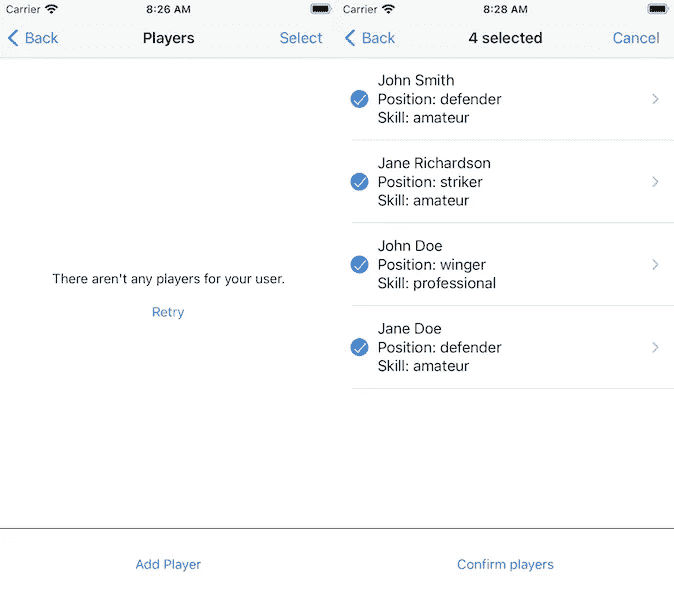 Carrier 8:26 AM
Back Players Select
There aren't any players for your user.
Retry
Add Player
Carrier 8:28 AM
Back 4 selected Cancel
John Smith
Position: defender
Skill: amateur
Jane Richardson
Position: striker
Skill: amateur
John Doe
Position: winger
Skill: professional
Jane Doe
Position: defender
Skill: amateur
Confirm players